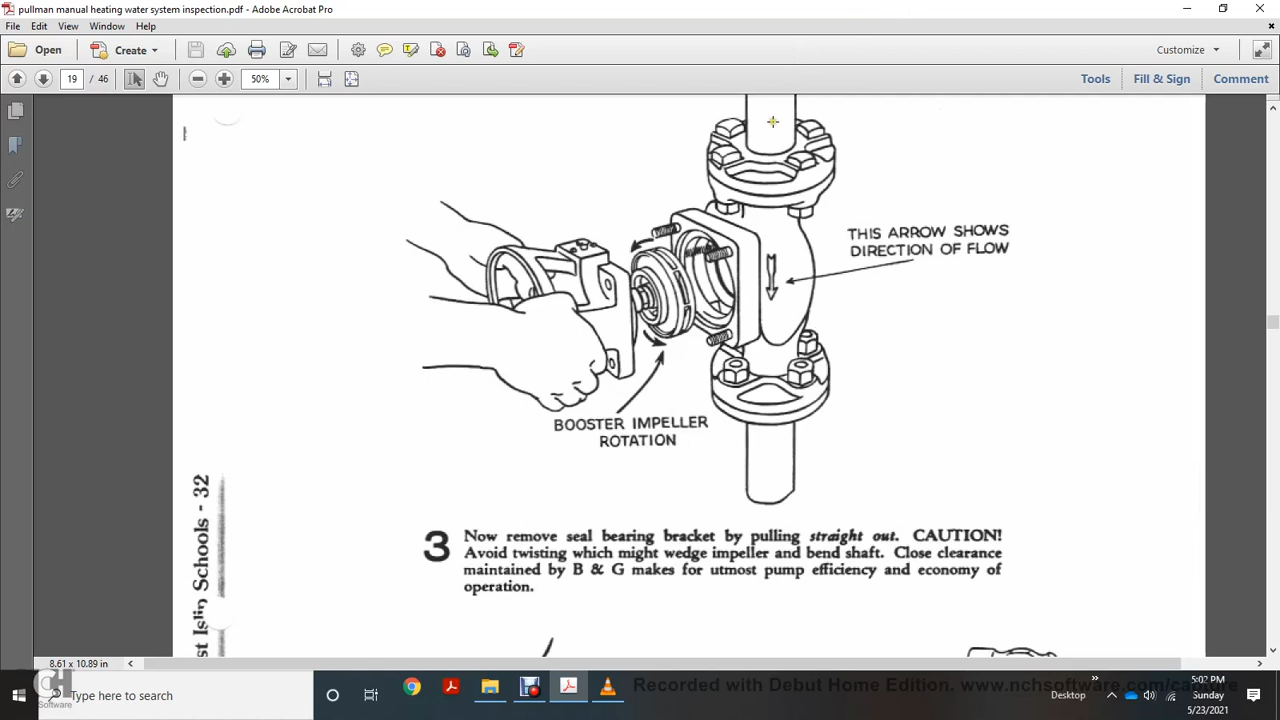 pullman manual heating water system inspection.pdf - Adobe Acrobat Pro
File Edit View Window Help
Open Create Customize
19 / 46 50% Tools Fill & Sign Comment
THIS ARROW SHOWS
DIRECTION OF FLOW
BOOSTER IMPELLER
ROTATION
3 Now remove seal bearing bracket by pulling straight out. CAUTION!
Avoid twisting which might wedge impeller and bend shaft. Close clearance
maintained by B & G makes for utmost pump efficiency and economy of
operation.
st Islip Schools - 32
8.61 x 10.89 in
Type here to search
Software
Recorded with Debut Home Edition. www.nchsoftware.com/capture
Desktop
5:02 PM
Sunday
5/23/2021